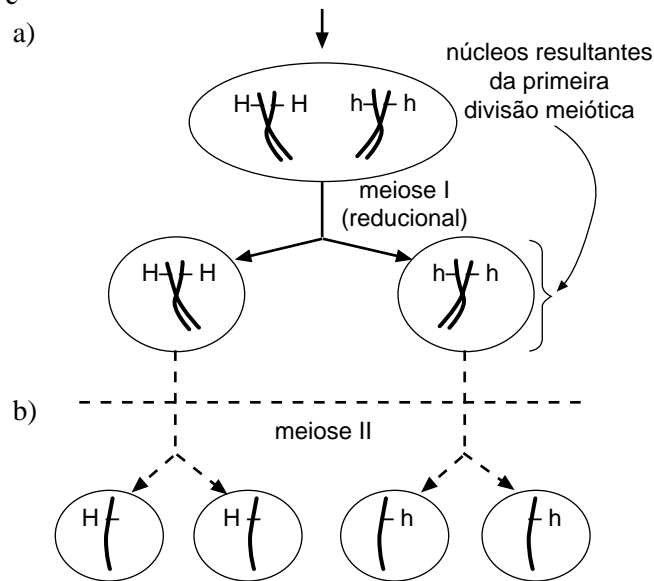 a)
núcleos resultantes
da primeira
divisão meiótica
H H h h
meiose I
(reducional)
H H h h
b)
meiose II
H H h h